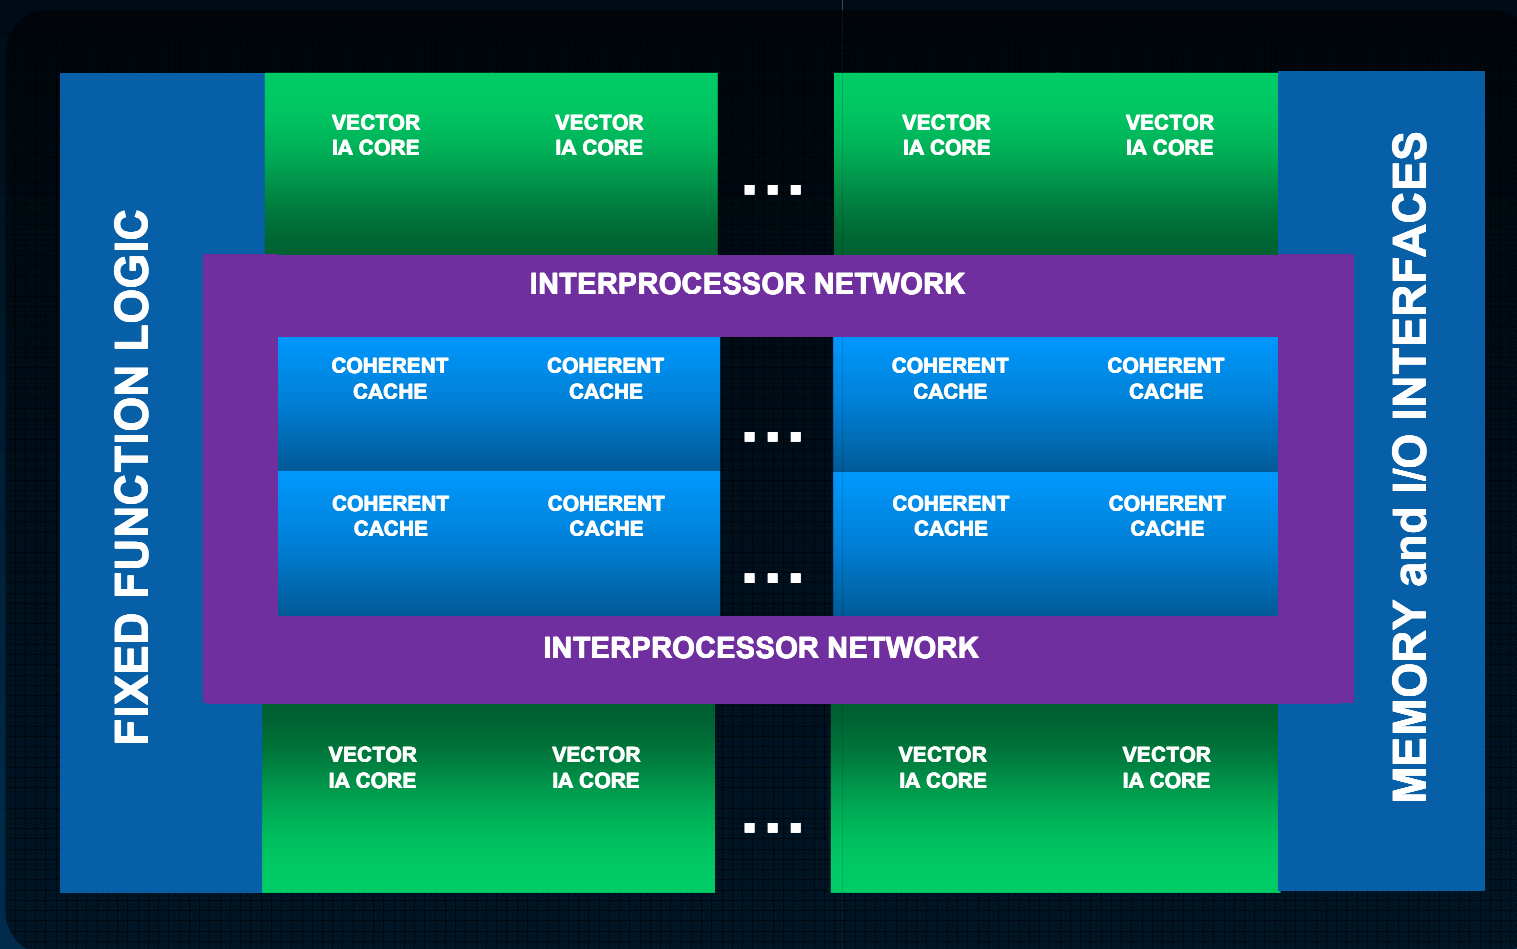 FIXED FUNCTION LOGIC
VECTOR
IA CORE
VECTOR
IA CORE
...
VECTOR
IA CORE
VECTOR
IA CORE
INTERPROCESSOR NETWORK
COHERENT
CACHE
COHERENT
CACHE
...
COHERENT
CACHE
COHERENT
CACHE
COHERENT
CACHE
COHERENT
CACHE
...
COHERENT
CACHE
COHERENT
CACHE
INTERPROCESSOR NETWORK
VECTOR
IA CORE
VECTOR
IA CORE
...
VECTOR
IA CORE
VECTOR
IA CORE
MEMORY and I/O INTERFACES